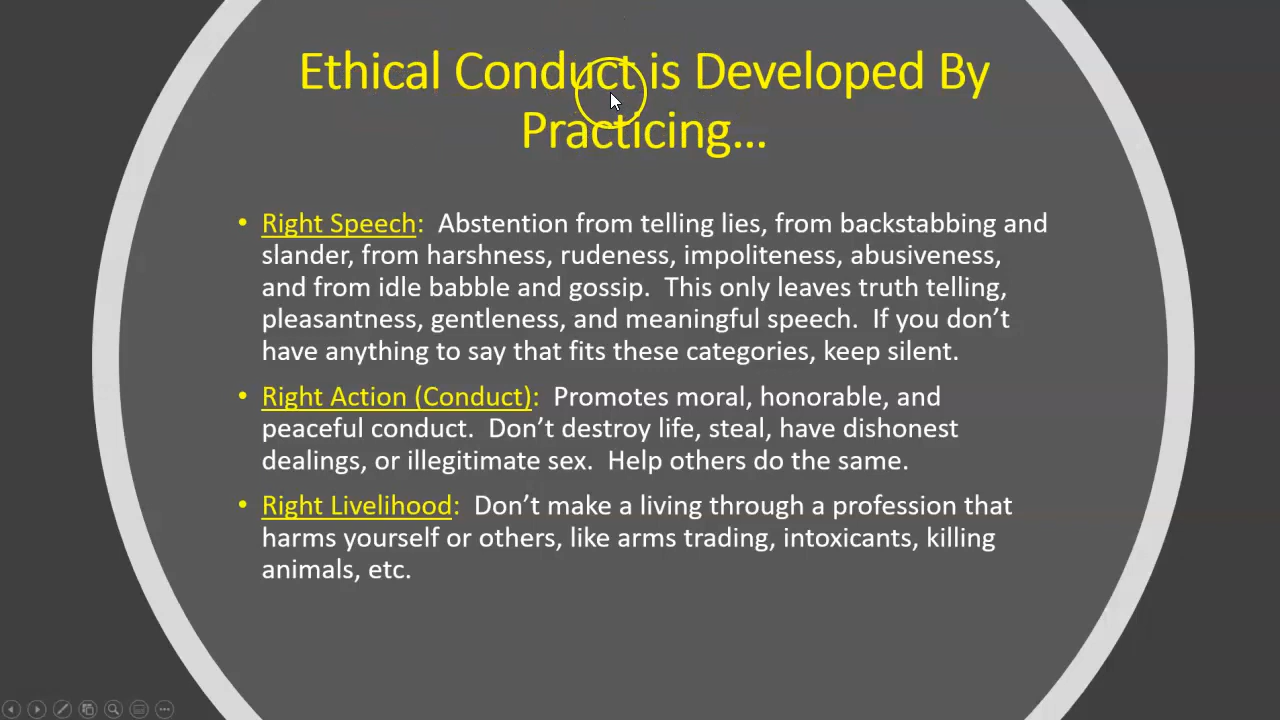 Ethical Conduct is Developed By
Practicing...
• Right Speech:  Abstention from telling lies, from backstabbing and
slander, from harshness, rudeness, impoliteness, abusiveness,
and from idle babble and gossip.  This only leaves truth telling,
pleasantness, gentleness, and meaningful speech.  If you don't
have anything to say that fits these categories, keep silent.
• Right Action (Conduct):  Promotes moral, honorable, and
peaceful conduct.  Don't destroy life, steal, have dishonest
dealings, or illegitimate sex.  Help others do the same.
• Right Livelihood:  Don't make a living through a profession that
harms yourself or others, like arms trading, intoxicants, killing
animals, etc.